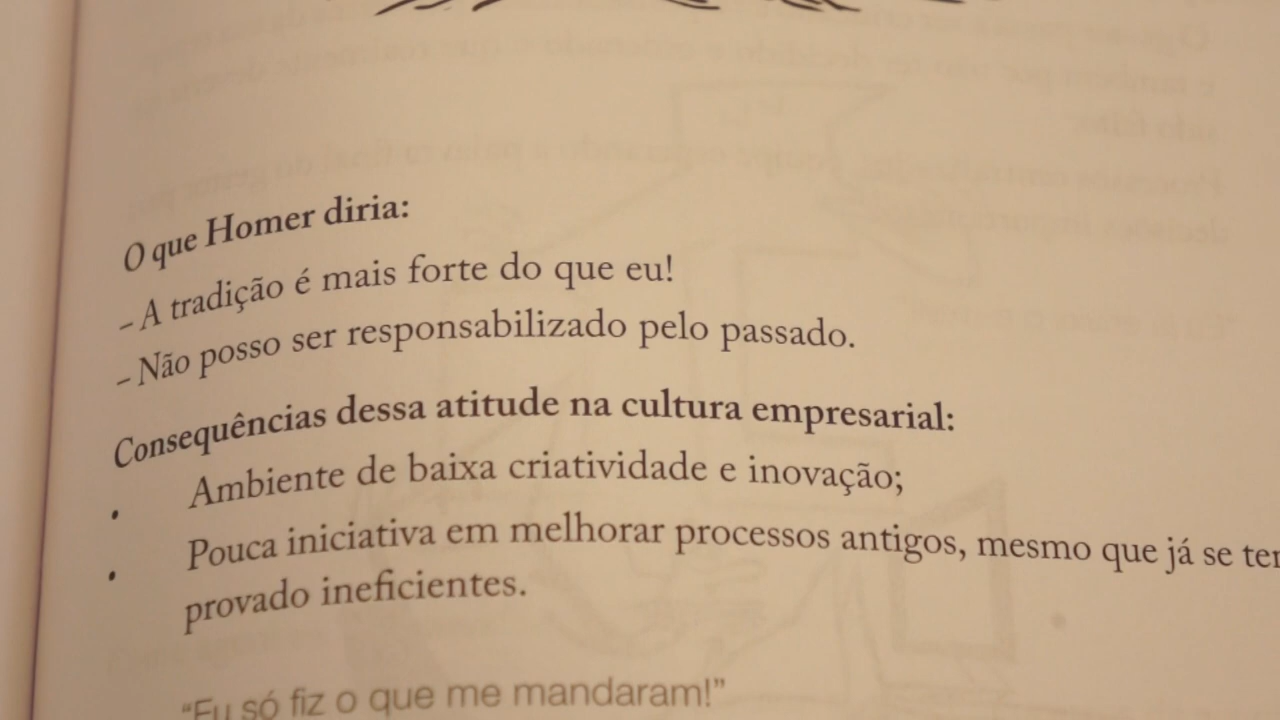 O que Homer diria:
– A tradição é mais forte do que eu!
– Não posso ser responsabilizado pelo passado.
Consequências dessa atitude na cultura empresarial:
• Ambiente de baixa criatividade e inovação;
• Pouca iniciativa em melhorar processos antigos, mesmo que já se
provado ineficientes.
“Eu só fiz o que me mandaram!”